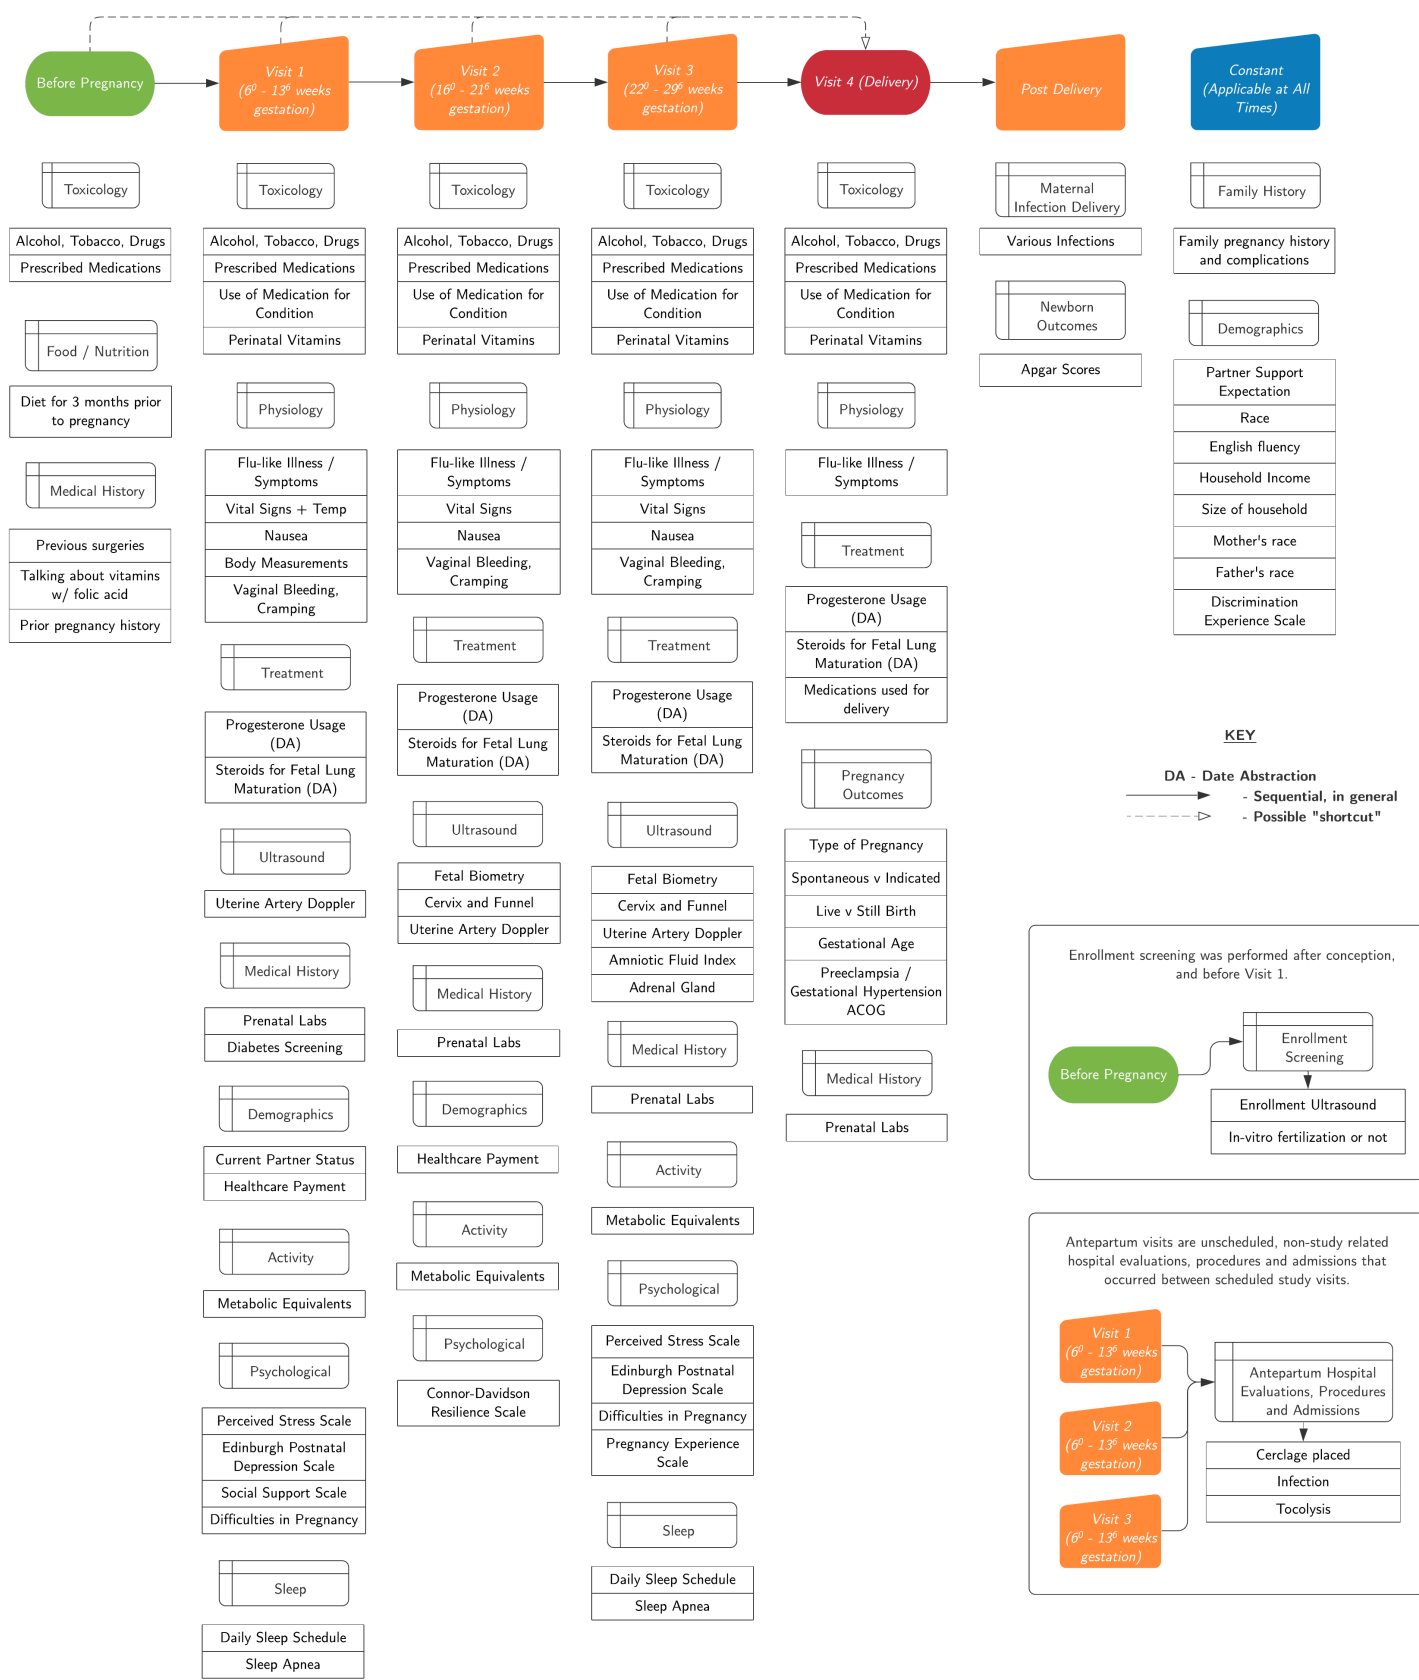 Before Pregnancy
Visit 1
(6⁰ - 13⁶ weeks
gestation)
Visit 2
(16⁰ - 21⁶ weeks
gestation)
Visit 3
(22⁰ - 29⁶ weeks
gestation)
Visit 4 (Delivery)
Post Delivery
Constant
(Applicable at All
Times)
Toxicology
Alcohol, Tobacco, Drugs
Prescribed Medications
Food / Nutrition
Diet for 3 months prior
to pregnancy
Medical History
Previous surgeries
Talking about vitamins
w/ folic acid
Prior pregnancy history
Toxicology
Alcohol, Tobacco, Drugs
Prescribed Medications
Use of Medication for
Condition
Perinatal Vitamins
Physiology
Flu-like Illness /
Symptoms
Vital Signs + Temp
Nausea
Body Measurements
Vaginal Bleeding,
Cramping
Treatment
Progesterone Usage
(DA)
Steroids for Fetal Lung
Maturation (DA)
Ultrasound
Uterine Artery Doppler
Medical History
Prenatal Labs
Diabetes Screening
Demographics
Current Partner Status
Healthcare Payment
Activity
Metabolic Equivalents
Psychological
Perceived Stress Scale
Edinburgh Postnatal
Depression Scale
Social Support Scale
Difficulties in Pregnancy
Sleep
Daily Sleep Schedule
Sleep Apnea
Toxicology
Alcohol, Tobacco, Drugs
Prescribed Medications
Use of Medication for
Condition
Perinatal Vitamins
Physiology
Flu-like Illness /
Symptoms
Vital Signs
Nausea
Vaginal Bleeding,
Cramping
Treatment
Progesterone Usage
(DA)
Steroids for Fetal Lung
Maturation (DA)
Ultrasound
Fetal Biometry
Cervix and Funnel
Uterine Artery Doppler
Medical History
Prenatal Labs
Demographics
Healthcare Payment
Activity
Metabolic Equivalents
Psychological
Connor-Davidson
Resilience Scale
Toxicology
Alcohol, Tobacco, Drugs
Prescribed Medications
Use of Medication for
Condition
Perinatal Vitamins
Physiology
Flu-like Illness /
Symptoms
Vital Signs
Nausea
Vaginal Bleeding,
Cramping
Treatment
Progesterone Usage
(DA)
Steroids for Fetal Lung
Maturation (DA)
Ultrasound
Fetal Biometry
Cervix and Funnel
Uterine Artery Doppler
Amniotic Fluid Index
Adrenal Gland
Medical History
Prenatal Labs
Activity
Metabolic Equivalents
Psychological
Perceived Stress Scale
Edinburgh Postnatal
Depression Scale
Difficulties in Pregnancy
Pregnancy Experience
Scale
Sleep
Daily Sleep Schedule
Sleep Apnea
Toxicology
Alcohol, Tobacco, Drugs
Prescribed Medications
Use of Medication for
Condition
Perinatal Vitamins
Physiology
Flu-like Illness /
Symptoms
Treatment
Progesterone Usage
(DA)
Steroids for Fetal Lung
Maturation (DA)
Medications used for
delivery
Pregnancy
Outcomes
Type of Pregnancy
Spontaneous v Indicated
Live v Still Birth
Gestational Age
Preeclampsia /
Gestational Hypertension
ACOG
Medical History
Prenatal Labs
Maternal
Infection Delivery
Various Infections
Newborn
Outcomes
Apgar Scores
Family History
Family pregnancy history
and complications
Demographics
Partner Support
Expectation
Race
English fluency
Household Income
Size of household
Mother's race
Father's race
Discrimination
Experience Scale
KEY
DA - Date Abstraction
- Sequential, in general
- Possible "shortcut"
Enrollment screening was performed after conception,
and before Visit 1.
Before Pregnancy
Enrollment
Screening
Enrollment Ultrasound
In-vitro fertilization or not
Antepartum visits are unscheduled, non-study related
hospital evaluations, procedures and admissions that
occurred between scheduled study visits.
Visit 1
(6⁰ - 13⁶ weeks
gestation)
Visit 2
(6⁰ - 13⁶ weeks
gestation)
Visit 3
(6⁰ - 13⁶ weeks
gestation)
Antepartum Hospital
Evaluations, Procedures
and Admissions
Cerclage placed
Infection
Tocolysis